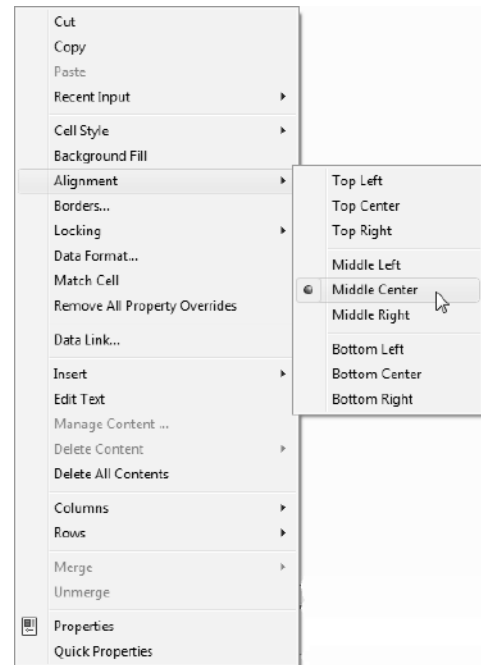 Cut
Copy
Paste
Recent Input
Cell Style
Background Fill
Alignment
Borders...
Locking
Data Format...
Match Cell
Remove All Property Overrides
Data Link...
Insert
Edit Text
Manage Content ...
Delete Content
Delete All Contents
Columns
Rows
Merge
Unmerge
Properties
Quick Properties
Top Left
Top Center
Top Right
Middle Left
Middle Center
Middle Right
Bottom Left
Bottom Center
Bottom Right